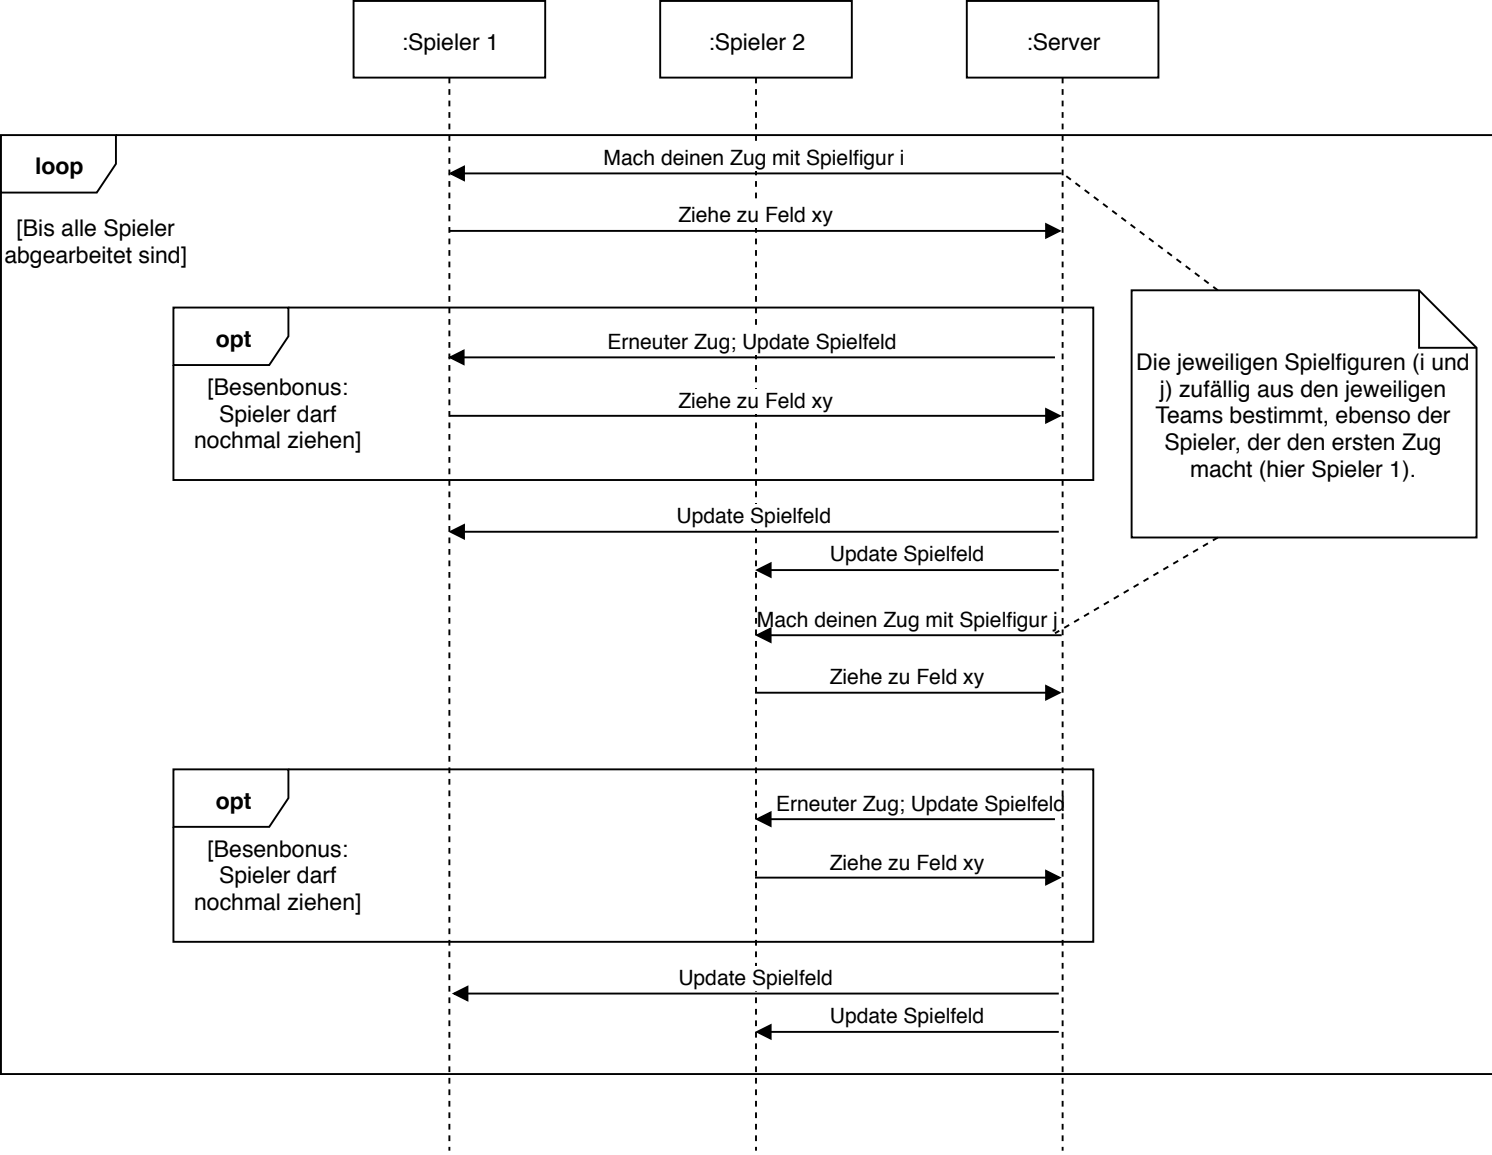 :Spieler 1
:Spieler 2
:Server
loop
[Bis alle Spieler
abgearbeitet sind]
Mach deinen Zug mit Spielfigur i
Ziehe zu Feld xy
opt
[Besenbonus:
Spieler darf
nochmal ziehen]
Erneuter Zug; Update Spielfeld
Ziehe zu Feld xy
Die jeweiligen Spielfiguren (i und
j) zufällig aus den jeweiligen
Teams bestimmt, ebenso der
Spieler, der den ersten Zug
macht (hier Spieler 1).
Update Spielfeld
Update Spielfeld
Mach deinen Zug mit Spielfigur j
Ziehe zu Feld xy
opt
[Besenbonus:
Spieler darf
nochmal ziehen]
Erneuter Zug; Update Spielfeld
Ziehe zu Feld xy
Update Spielfeld
Update Spielfeld